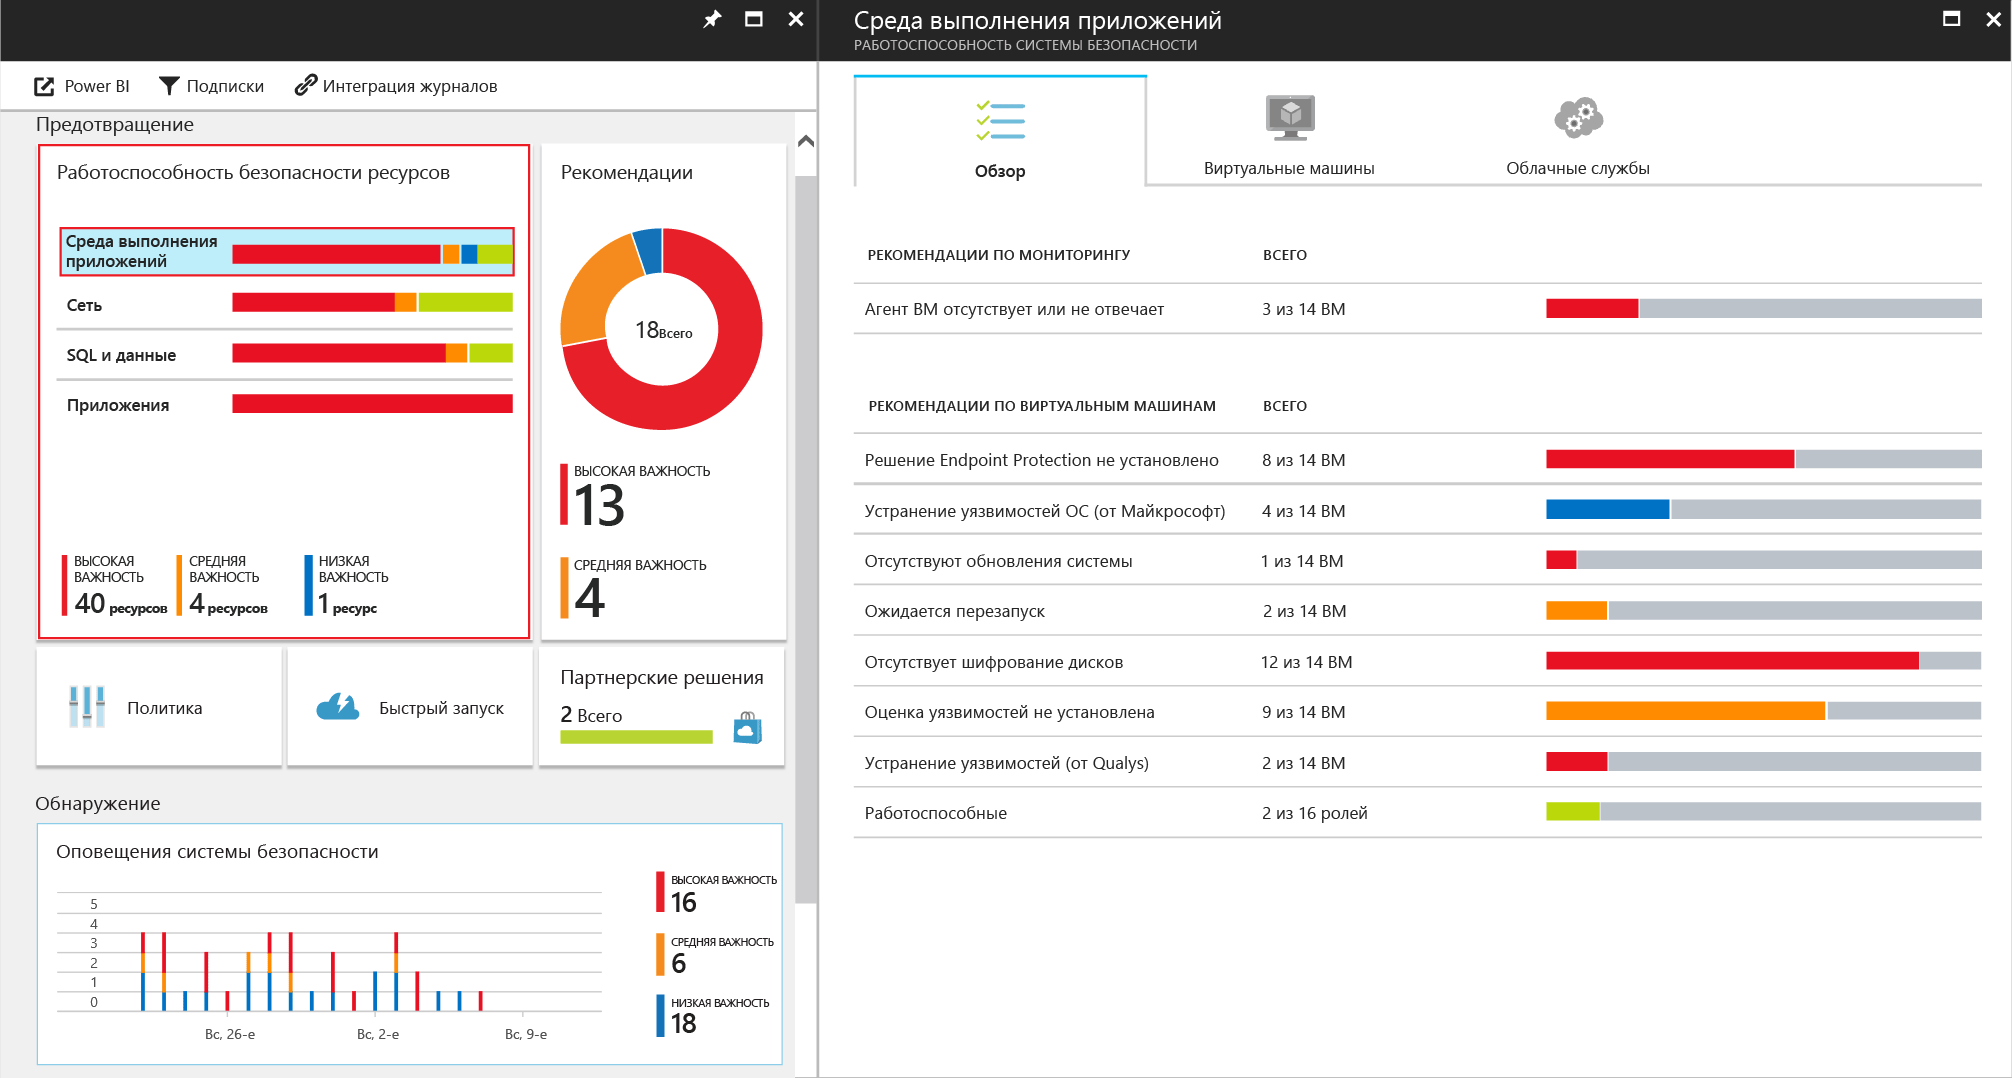 Power BI
Подписки
Интеграция журналов
Предотвращение
Работоспособность безопасности ресурсов
Среда выполнения
приложений
Сеть
SQL и данные
Приложения
ВЫСОКАЯ
ВАЖНОСТЬ
40 ресурсов
СРЕДНЯЯ
ВАЖНОСТЬ
4 ресурсов
НИЗКАЯ
ВАЖНОСТЬ
1 ресурс
Рекомендации
18Всего
ВЫСОКАЯ ВАЖНОСТЬ
13
СРЕДНЯЯ ВАЖНОСТЬ
4
Политика
Быстрый запуск
Партнерские решения
2 Всего
Обнаружение
Оповещения системы безопасности
5
4
3
2
1
0
Вс, 26-е
Вс, 2-е
Вс, 9-е
ВЫСОКАЯ ВАЖНОСТЬ
16
СРЕДНЯЯ ВАЖНОСТЬ
6
НИЗКАЯ ВАЖНОСТЬ
18
Среда выполнения приложений
РАБОТОСПОСОБНОСТЬ СИСТЕМЫ БЕЗОПАСНОСТИ
Обзор
Виртуальные машины
Облачные службы
РЕКОМЕНДАЦИИ ПО МОНИТОРИНГУ ВСЕГО
Агент ВМ отсутствует или не отвечает 3 из 14 ВМ
РЕКОМЕНДАЦИИ ПО ВИРТУАЛЬНЫМ МАШИНАМ ВСЕГО
Решение Endpoint Protection не установлено 8 из 14 ВМ
Устранение уязвимостей ОС (от Майкрософт) 4 из 14 ВМ
Отсутствуют обновления системы 1 из 14 ВМ
Ожидается перезапуск 2 из 14 ВМ
Отсутствует шифрование дисков 12 из 14 ВМ
Оценка уязвимостей не установлена 9 из 14 ВМ
Устранение уязвимостей (от Qualys) 2 из 14 ВМ
Работоспособные 2 из 16 ролей